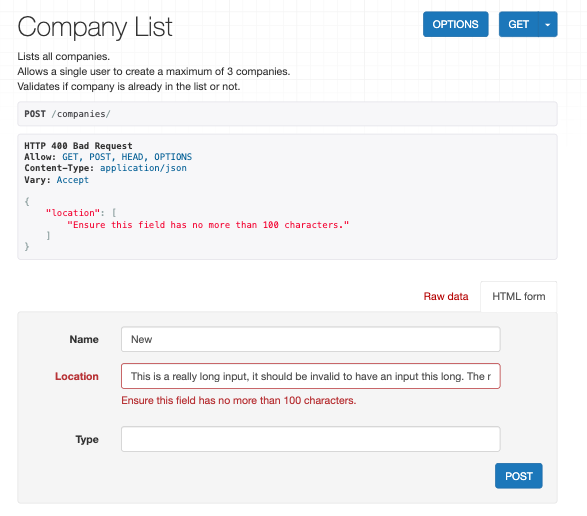 Company List
OPTIONS
GET
Lists all companies.
Allows a single user to create a maximum of 3 companies.
Validates if company is already in the list or not.
POST /companies/
HTTP 400 Bad Request
Allow: GET, POST, HEAD, OPTIONS
Content-Type: application/json
Vary: Accept
{
"location": [
"Ensure this field has no more than 100 characters."
]
}
Raw data
HTML form
Name
New
Location
This is a really long input, it should be invalid to have an input this long. The r
Ensure this field has no more than 100 characters.
Type
POST